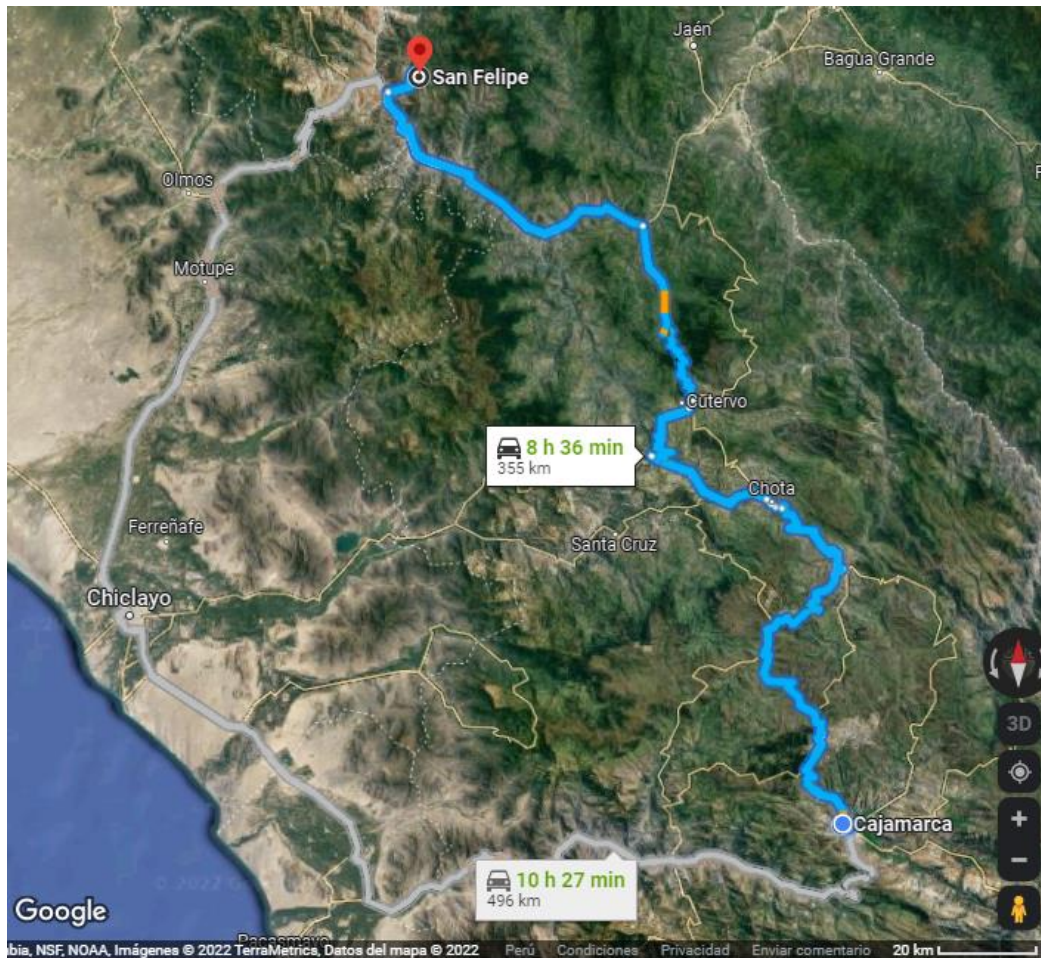 Jaén
Bagua Grande
San Felipe
Olmos
Motupe
Cutervo
8 h 36 min
355 km
Chota
Ferreñafe
Santa Cruz
Chiclayo
3D
Cajamarca
10 h 27 min
496 km
Google
Pacasmayo
bia, NSF, NOAA, Imágenes © 2022 TerraMetrics, Datos del mapa © 2022 Perú Condiciones Privacidad Enviar comentario 20 km